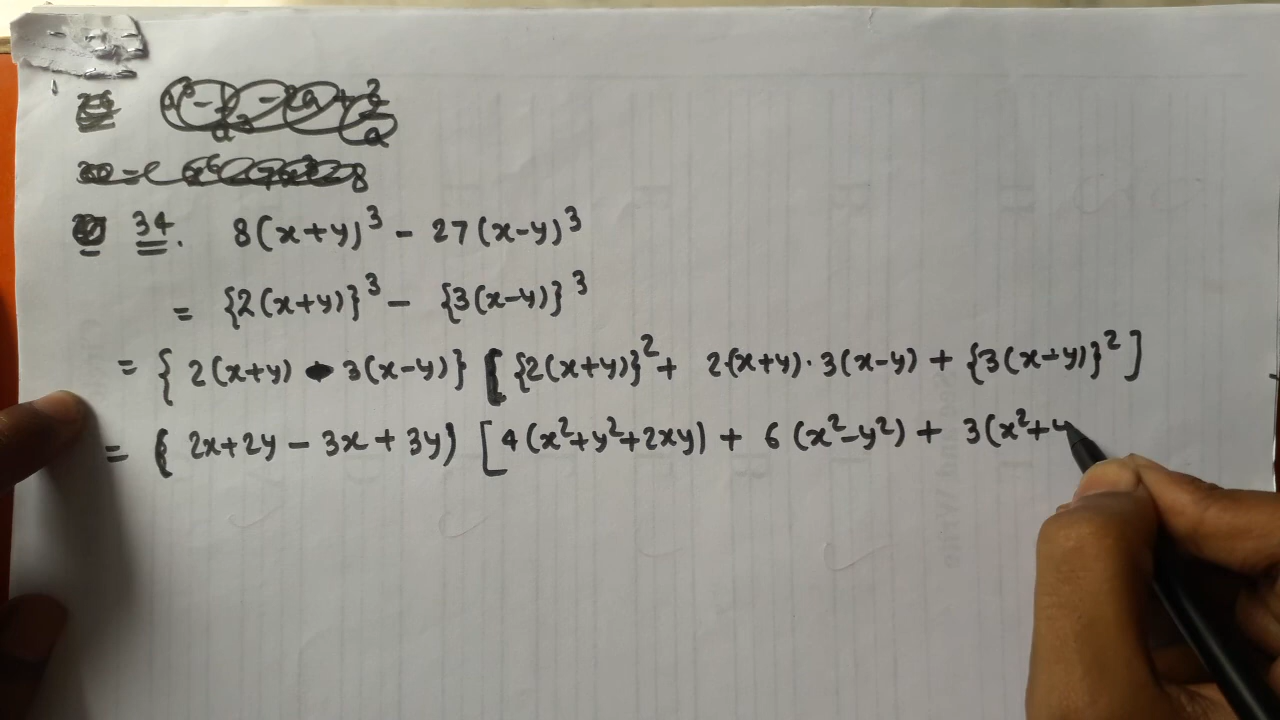 34. 8(x+y)³ - 27(x-y)³
= {2(x+y)}³ - {3(x-y)}³
= {2(x+y) - 3(x-y)} [{2(x+y)}² + 2(x+y)·3(x-y) + {3(x-y)}²]
= (2x+2y - 3x + 3y) [4(x²+y²+2xy) + 6(x²-y²) + 3(x²+y